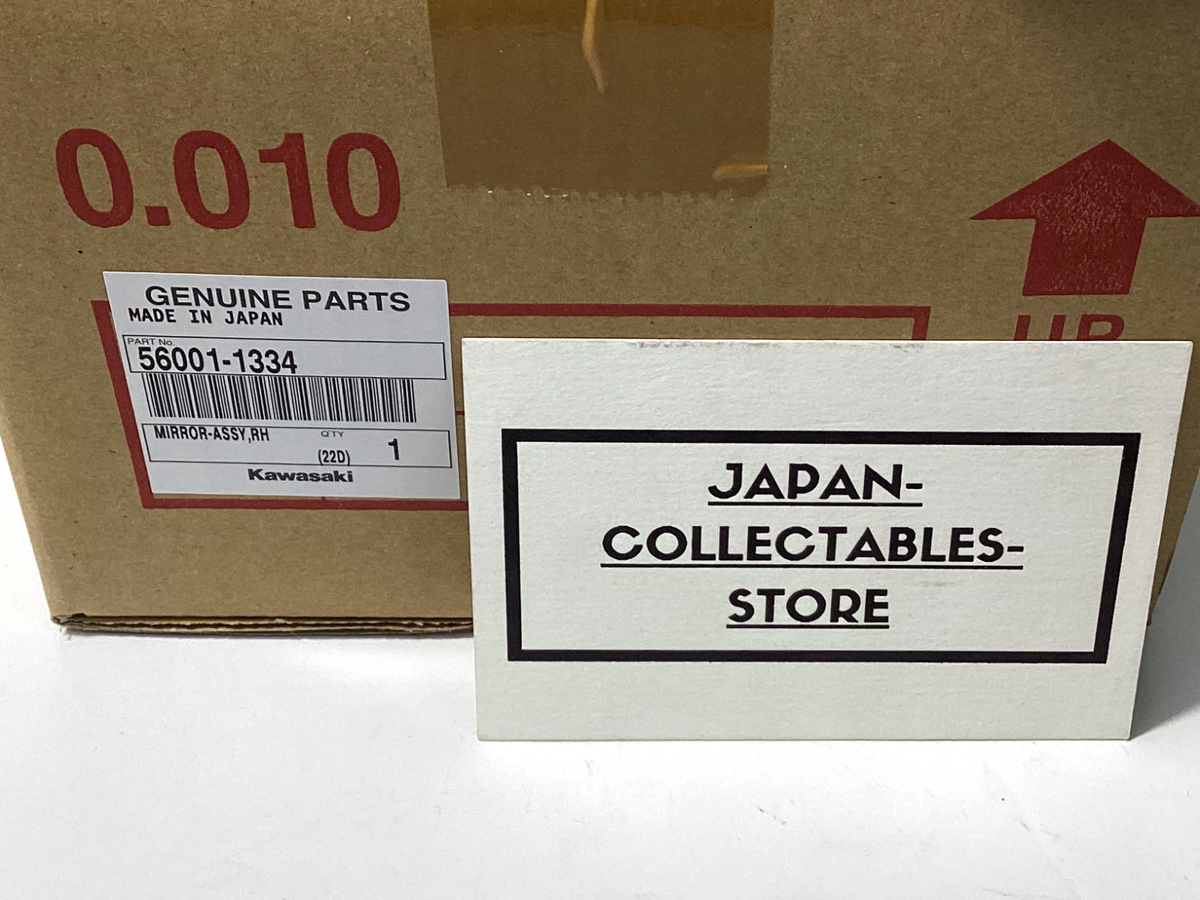 0.010
GENUINE PARTS
MADE IN JAPAN
PART No.
56001-1334
MIRROR-ASSY,RH
Q'TY
(22D)
1
Kawasaki
UP
JAPAN-
COLLECTABLES-
STORE